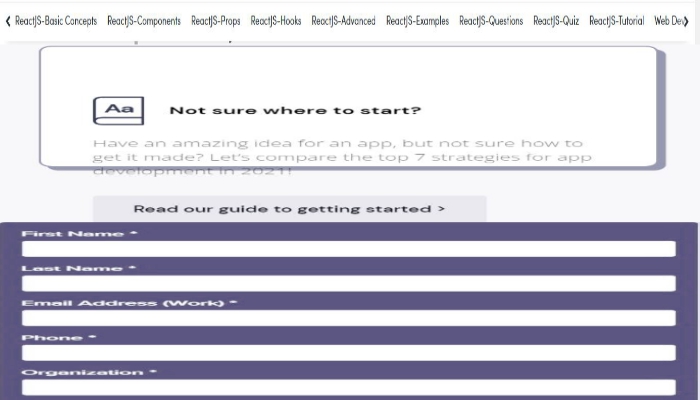 ❮ ReactJS-Basic Concepts ReactJS-Components ReactJS-Props ReactJS-Hooks ReactJS-Advanced ReactJS-Examples ReactJS-Questions ReactJS-Quiz ReactJS-Tutorial Web Dev❯
Aa
Not sure where to start?
Have an amazing idea for an app, but not sure how to
get it made? Let's compare the top 7 strategies for app
development in 2021!
Read our guide to getting started >
First Name *
Last Name *
Email Address (Work) *
Phone *
Organization *